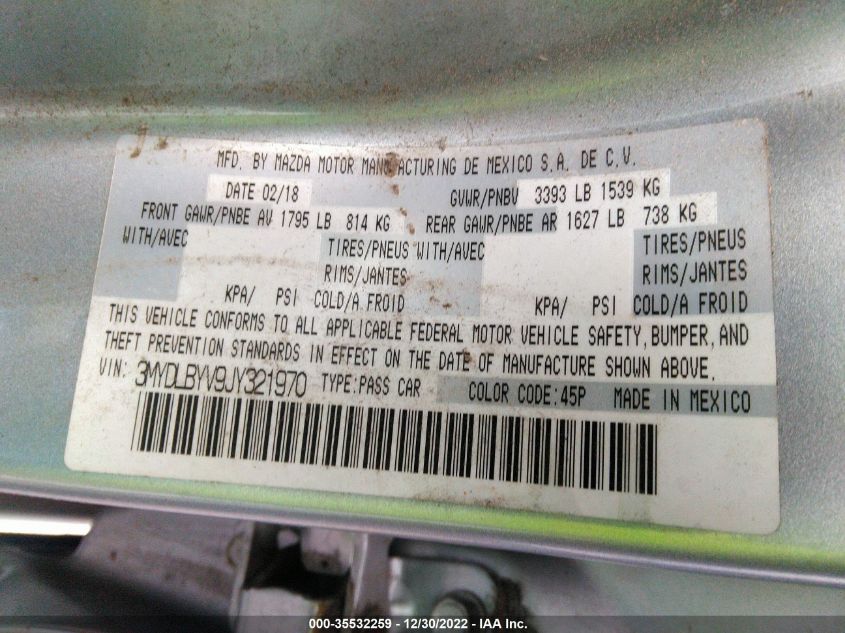 MFD. BY MAZDA MOTOR MANUFACTURING DE MEXICO S.A. DE C.V.
DATE 02/18 GVWR/PNBV 3393 LB 1539 KG
FRONT GAWR/PNBE AV 1795 LB 814 KG REAR GAWR/PNBE AR 1627 LB 738 KG
WITH/AVEC TIRES/PNEUS WITH/AVEC TIRES/PNEUS
RIMS/JANTES RIMS/JANTES
KPA/ PSI COLD/A FROID KPA/ PSI COLD/A FROID
THIS VEHICLE CONFORMS TO ALL APPLICABLE FEDERAL MOTOR VEHICLE SAFETY, BUMPER, AND
THEFT PREVENTION STANDARDS IN EFFECT ON THE DATE OF MANUFACTURE SHOWN ABOVE.
VIN: 3MYDLBYV9JY321970 TYPE:PASS CAR COLOR CODE:45P MADE IN MEXICO
000-35532259 - 12/30/2022 - IAA Inc.